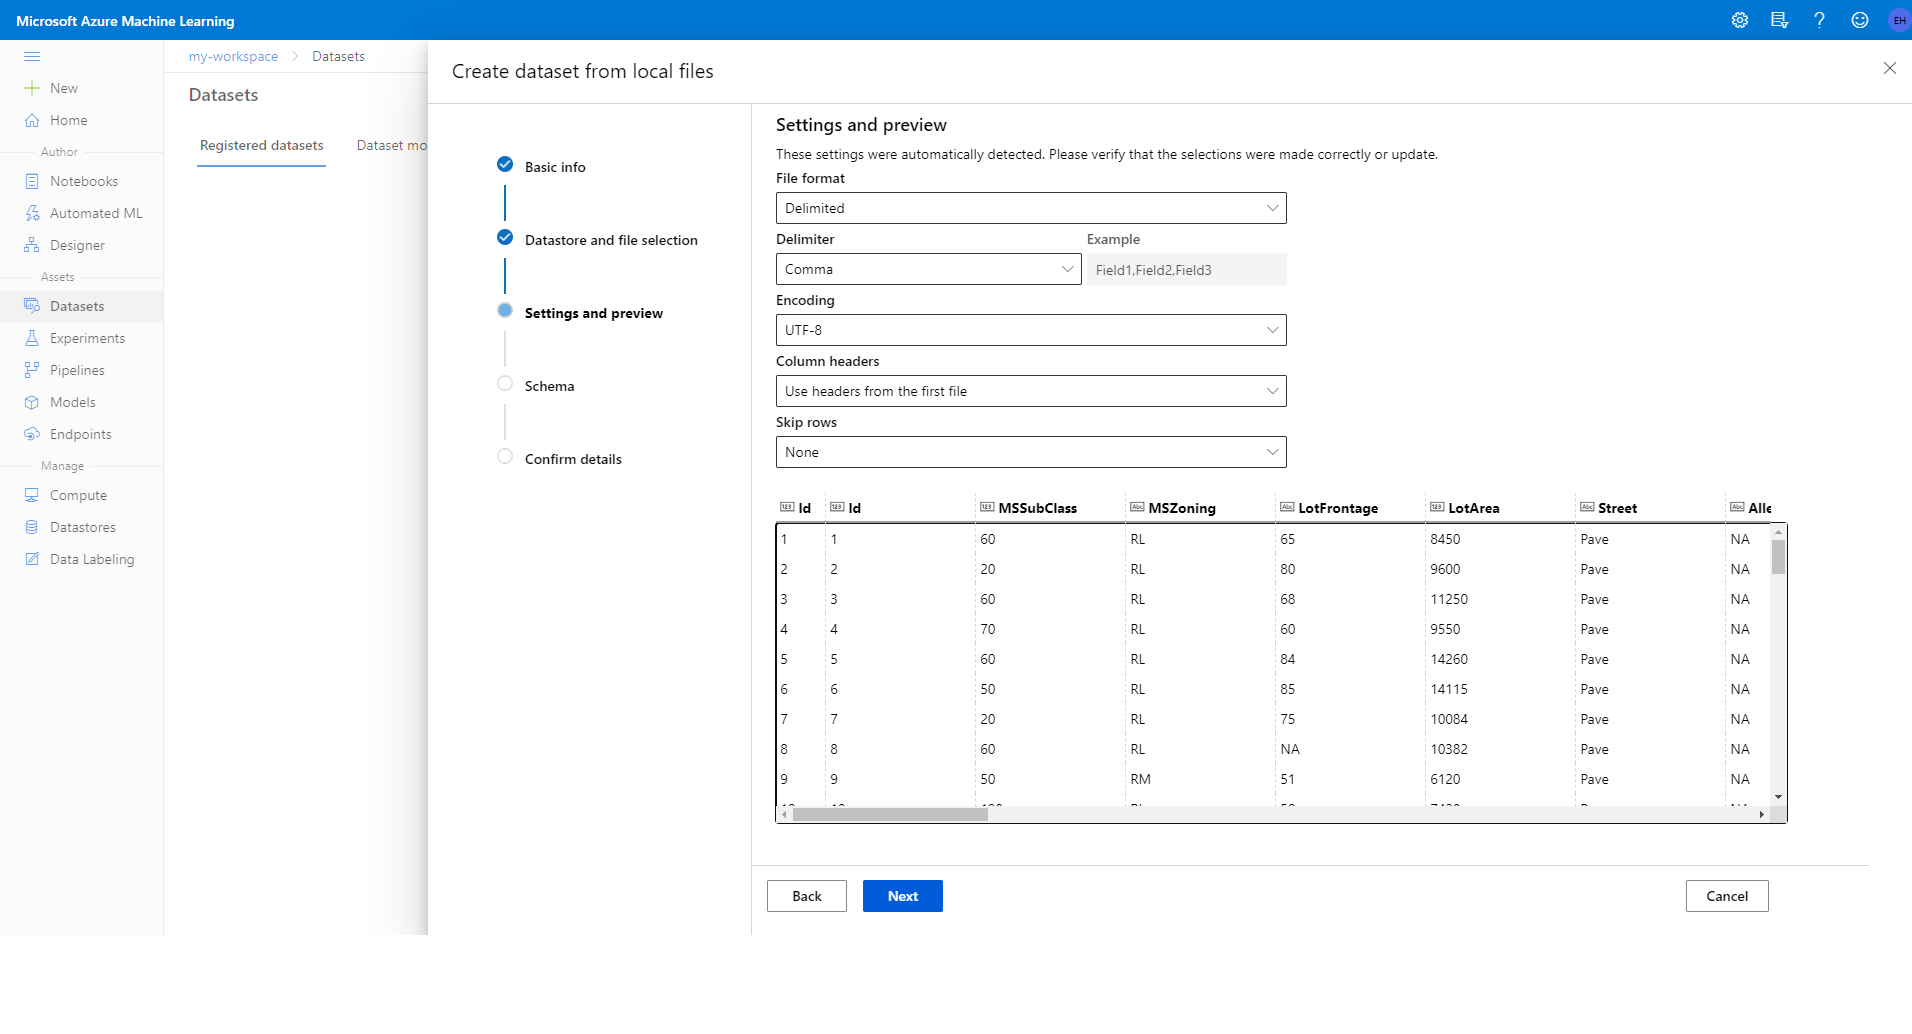 Microsoft Azure Machine Learning
EH
New
Home
Author
Notebooks
Automated ML
Designer
Assets
Datasets
Experiments
Pipelines
Models
Endpoints
Manage
Compute
Datastores
Data Labeling
my-workspace > Datasets
Datasets
Registered datasets Dataset mo
Create dataset from local files
Basic info
Datastore and file selection
Settings and preview
Schema
Confirm details
Settings and preview
These settings were automatically detected. Please verify that the selections were made correctly or update.
File format
Delimited
Delimiter Example
Comma Field1,Field2,Field3
Encoding
UTF-8
Column headers
Use headers from the first file
Skip rows
None
123 Id 123 Id 123 MSSubClass Abc MSZoning Abc LotFrontage 123 LotArea Abc Street Abc Alle
1 1 60 RL 65 8450 Pave NA
2 2 20 RL 80 9600 Pave NA
3 3 60 RL 68 11250 Pave NA
4 4 70 RL 60 9550 Pave NA
5 5 60 RL 84 14260 Pave NA
6 6 50 RL 85 14115 Pave NA
7 7 20 RL 75 10084 Pave NA
8 8 60 RL NA 10382 Pave NA
9 9 50 RM 51 6120 Pave NA
Back Next Cancel